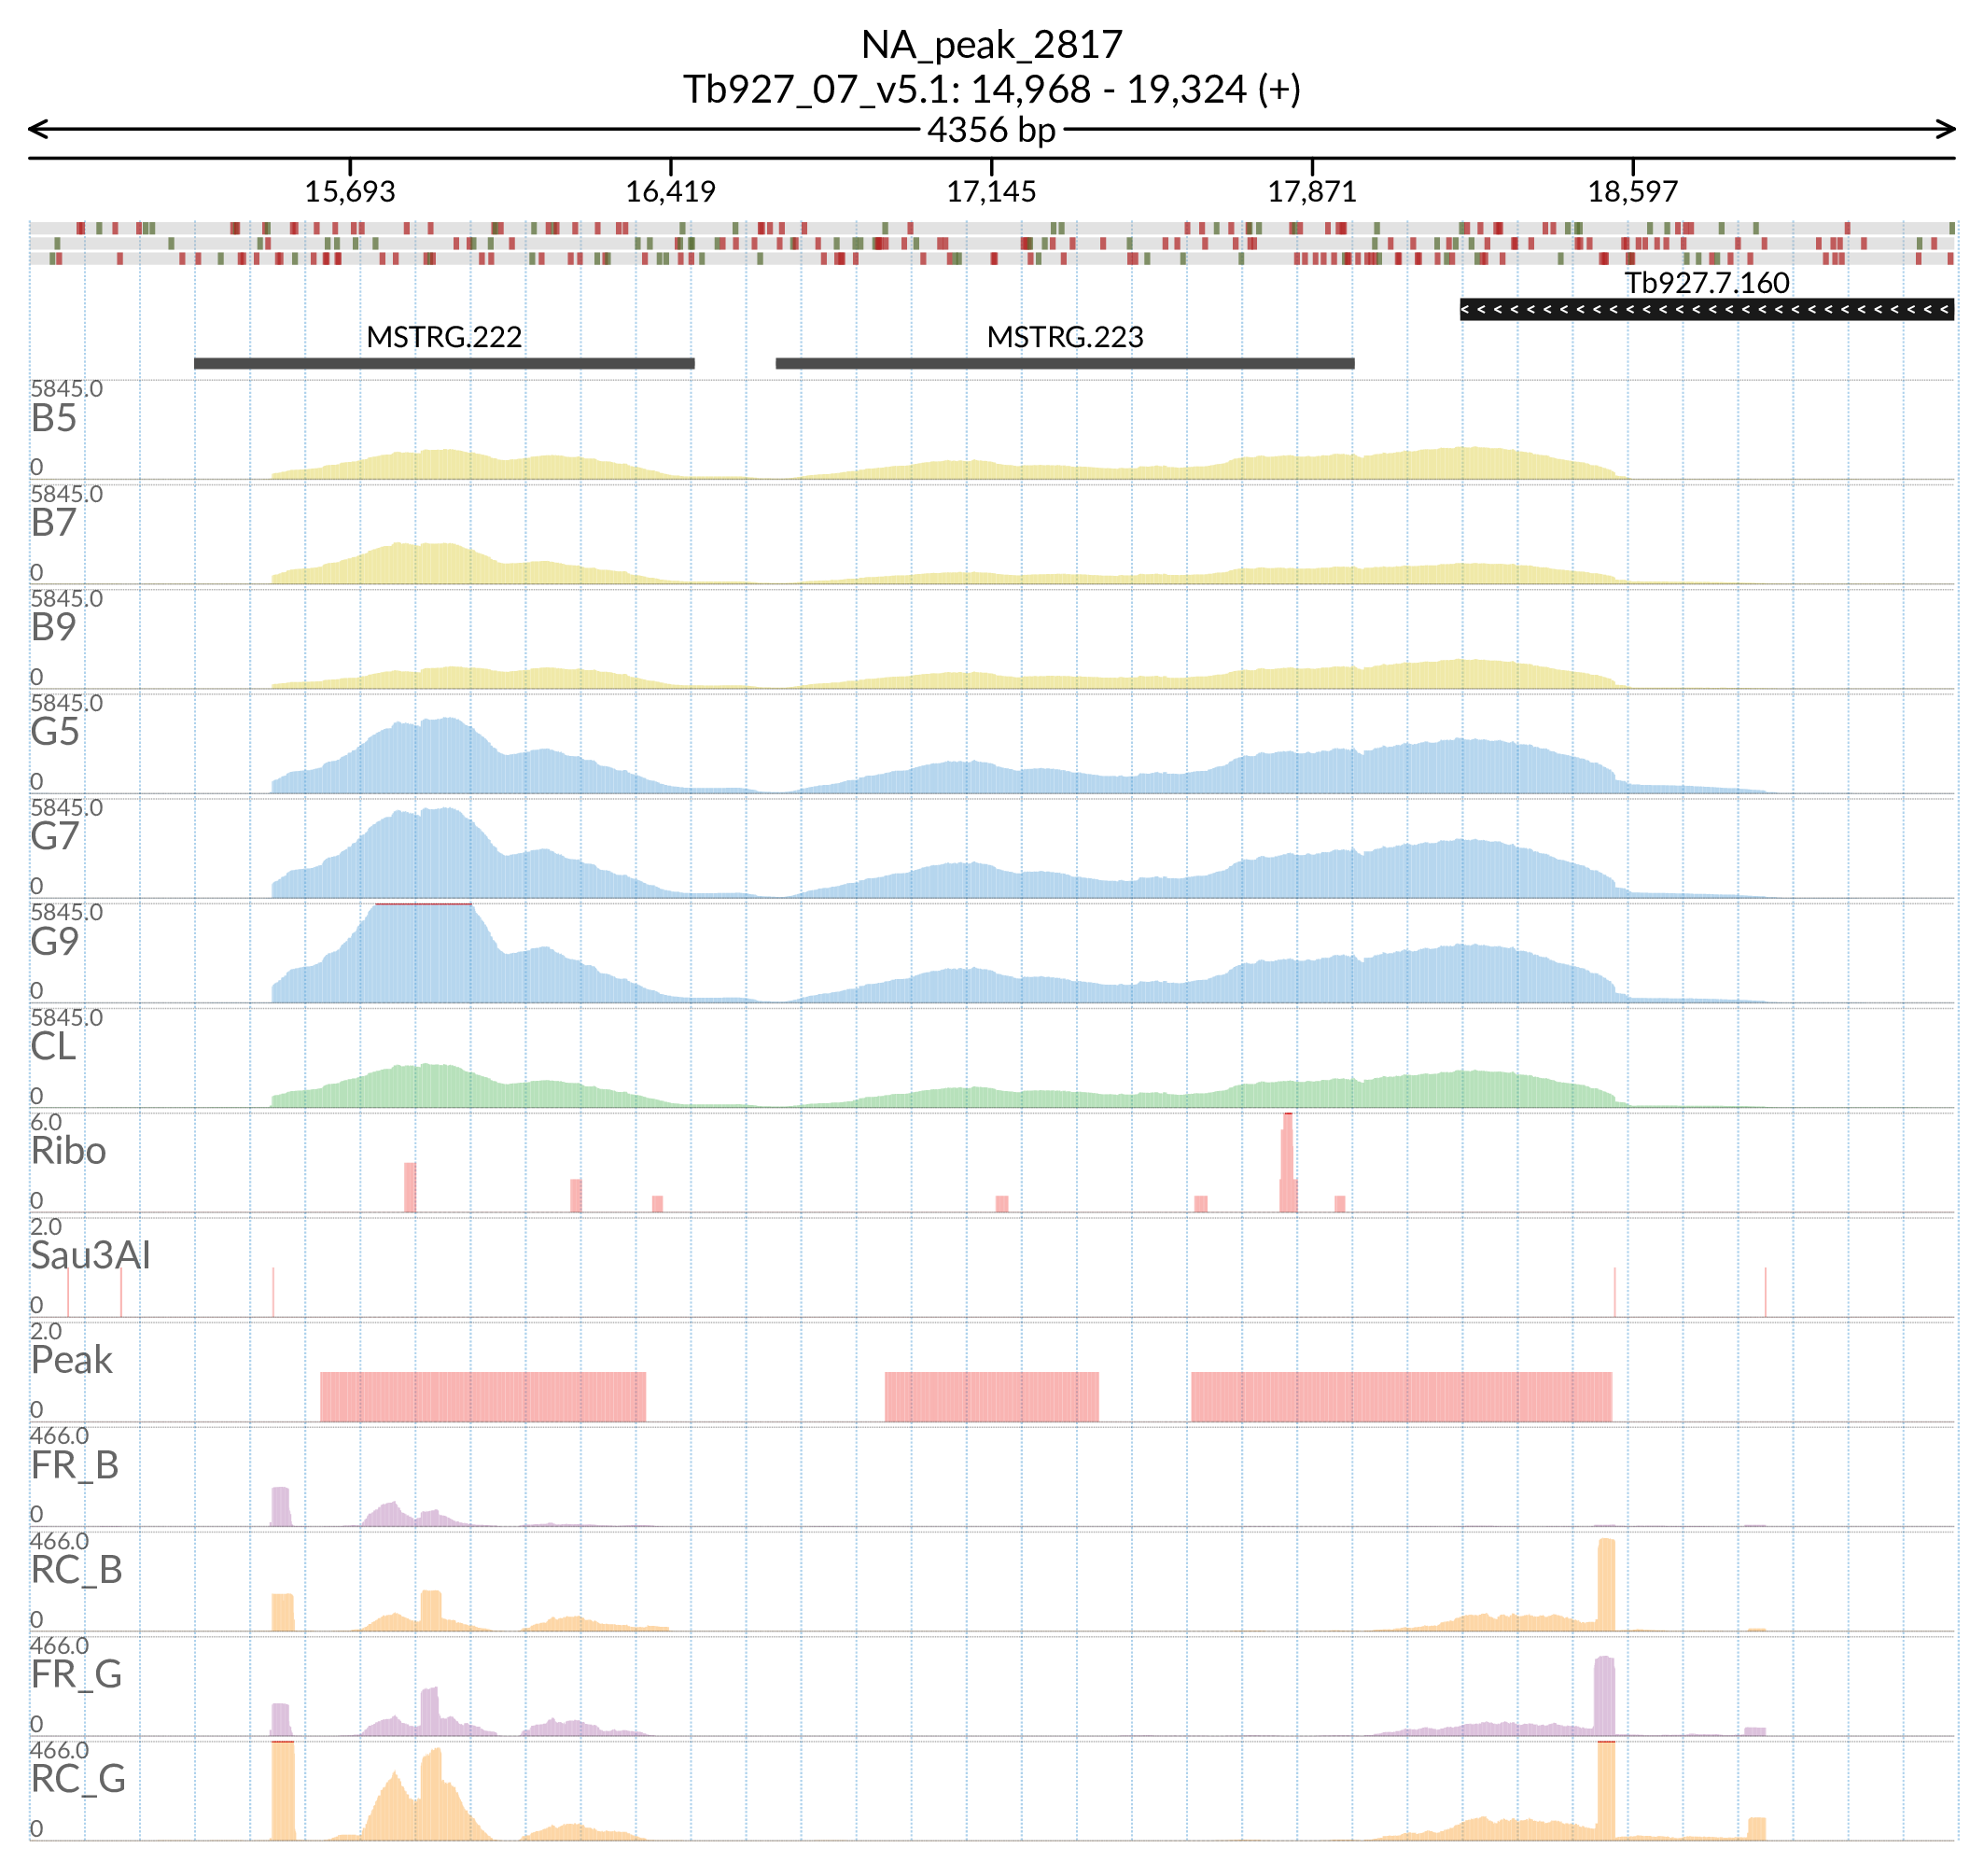 NA_peak_2817
Tb927_07_v5.1: 14,968 - 19,324 (+)
4356 bp
15,693 16,419 17,145 17,871 18,597
Tb927.7.160
< < < < < < < < < < < < < < < < < < < < < < < < < < < < < <
MSTRG.222 MSTRG.223
5845.0
B5
0
5845.0
B7
0
5845.0
B9
0
5845.0
G5
0
5845.0
G7
0
5845.0
G9
0
5845.0
CL
0
6.0
Ribo
0
2.0
Sau3AI
0
2.0
Peak
0
466.0
FR_B
0
466.0
RC_B
0
466.0
FR_G
0
466.0
RC_G
0